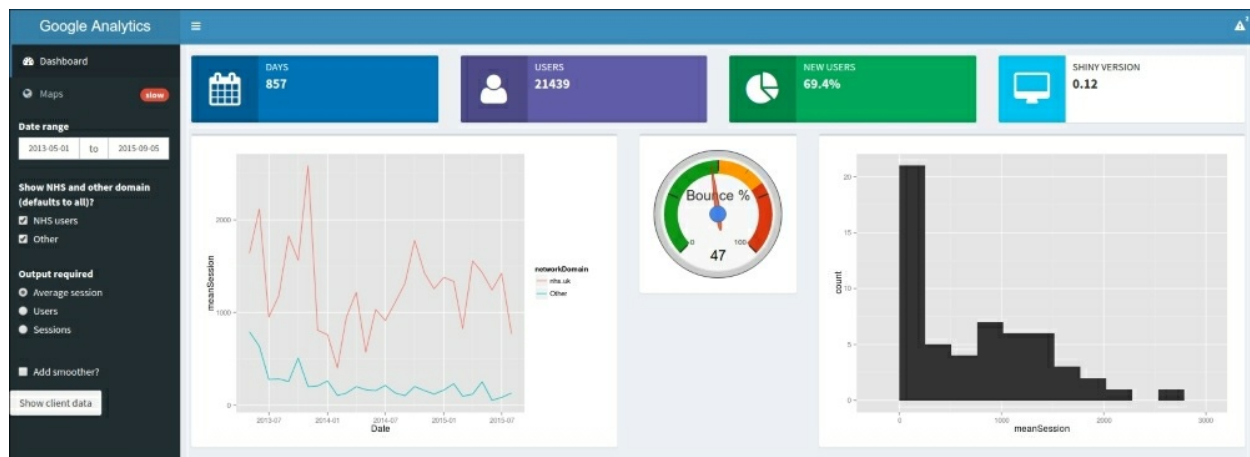 Google Analytics
Dashboard
Maps
slow
Date range
2013-05-01 to 2015-09-05
Show NHS and other domain
(defaults to all)?
NHS users
Other
Output required
Average session
Users
Sessions
Add smoother?
Show client data
DAYS
857
USERS
21439
NEW USERS
69.4%
SHINY VERSION
0.12
meanSession
2000
1000
0
2013-07 2014-01 2014-07 2015-01 2015-07
Date
networkDomain
nhs.uk
Other
Bounce %
0 100
47
count
20
15
10
5
0
0 1000 2000 3000
meanSession